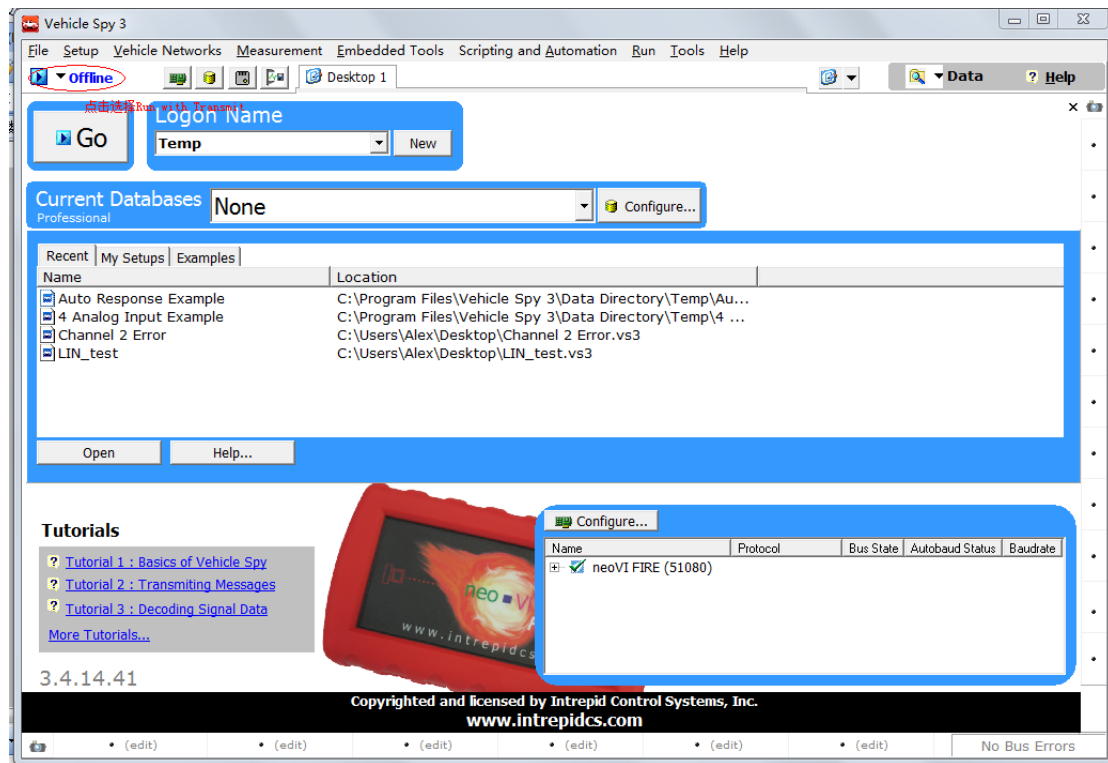 Vehicle Spy 3
File Setup Vehicle Networks Measurement Embedded Tools Scripting and Automation Run Tools Help
Offline Desktop 1 Data Help
点击选择Run with Transmit
Go
Logon Name
Temp New
Current Databases
Professional
None Configure...
Recent My Setups Examples
Name Location
Auto Response Example C:\Program Files\Vehicle Spy 3\Data Directory\Temp\Au...
4 Analog Input Example C:\Program Files\Vehicle Spy 3\Data Directory\Temp\4 ...
Channel 2 Error C:\Users\Alex\Desktop\Channel 2 Error.vs3
LIN_test C:\Users\Alex\Desktop\LIN_test.vs3
Open Help...
Tutorials
Tutorial 1 : Basics of Vehicle Spy
Tutorial 2 : Transmiting Messages
Tutorial 3 : Decoding Signal Data
More Tutorials...
3.4.14.41
neo V
www.intrepidcs
Configure...
Name Protocol Bus State Autobaud Status Baudrate
neoVI FIRE (51080)
Copyrighted and licensed by Intrepid Control Systems, Inc.
www.intrepidcs.com
(edit) (edit) (edit) (edit) (edit) (edit) No Bus Errors